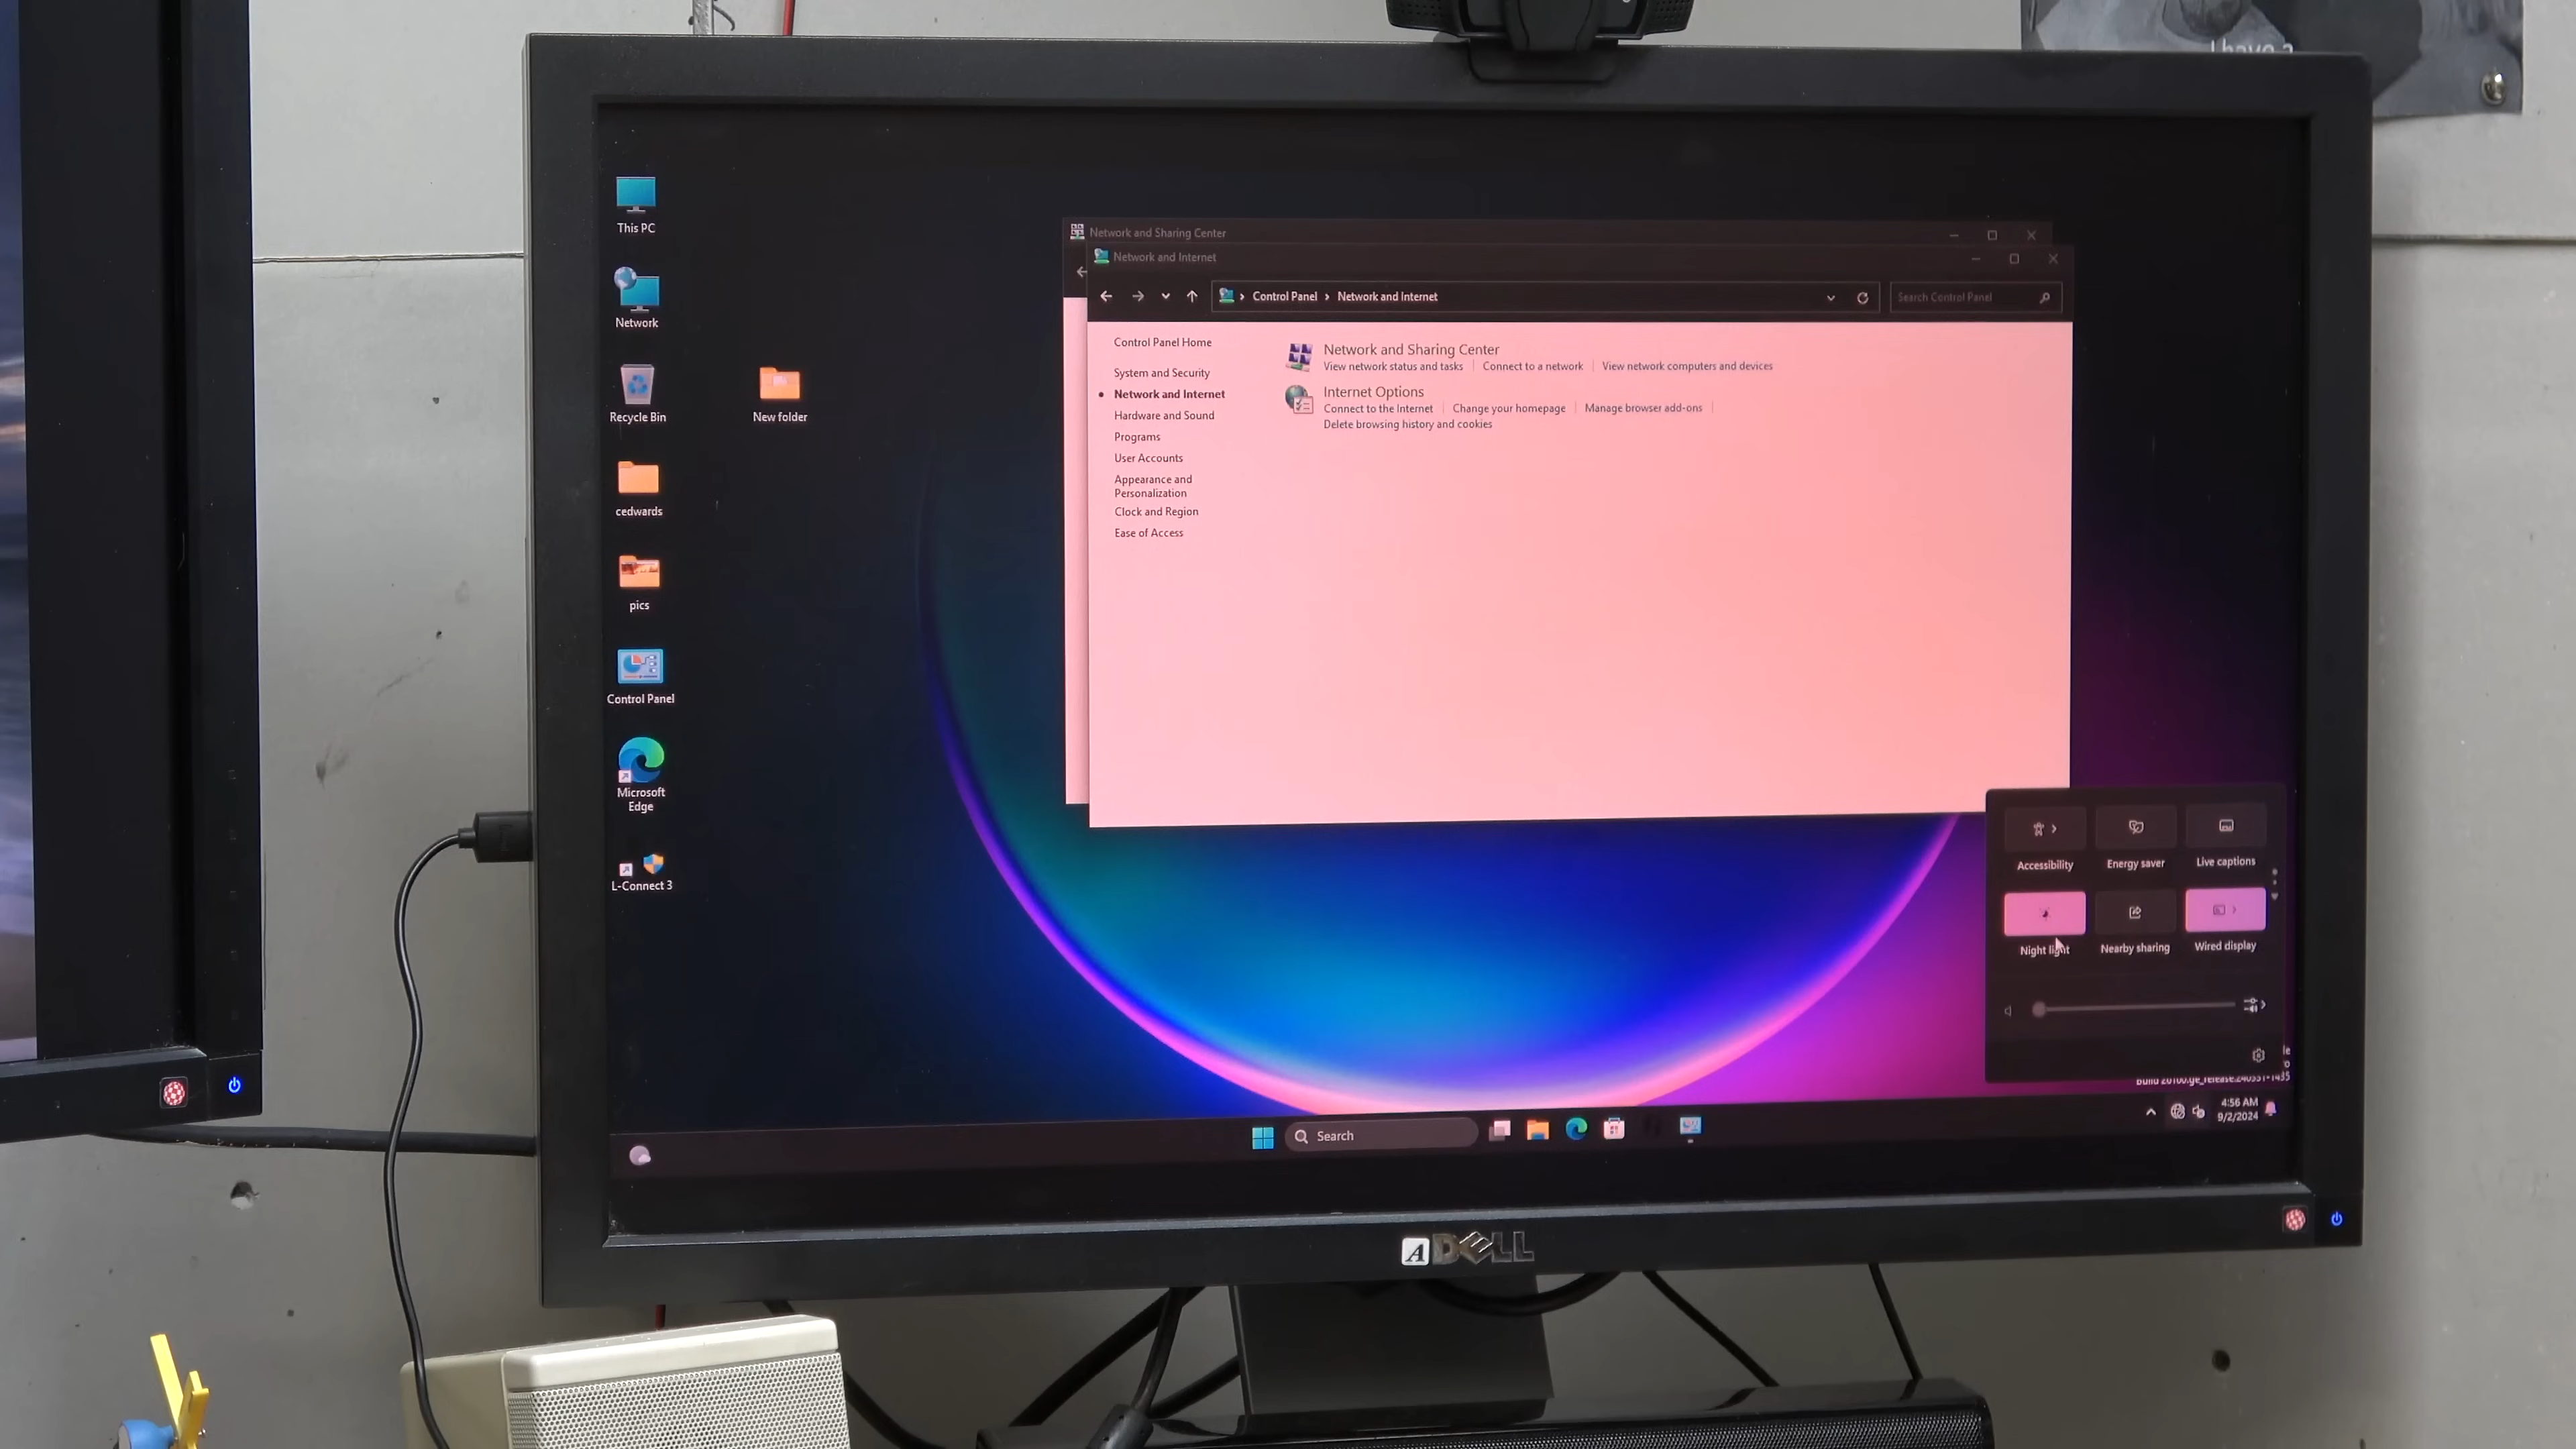 I have a
This PC
Network
Recycle Bin
New folder
cedwards
pics
Control Panel
Microsoft
Edge
L-Connect 3
Network and Sharing Center
Network and Internet
Control Panel › Network and Internet
Search Control Panel
Control Panel Home
System and Security
Network and Internet
Hardware and Sound
Programs
User Accounts
Appearance and
Personalization
Clock and Region
Ease of Access
Network and Sharing Center
View network status and tasks
Connect to a network
View network computers and devices
Internet Options
Connect to the Internet
Change your homepage
Manage browser add-ons
Delete browsing history and cookies
Accessibility
Energy saver
Live captions
Night light
Nearby sharing
Wired display
Search
4:56 AM
9/2/2024
A
DELL